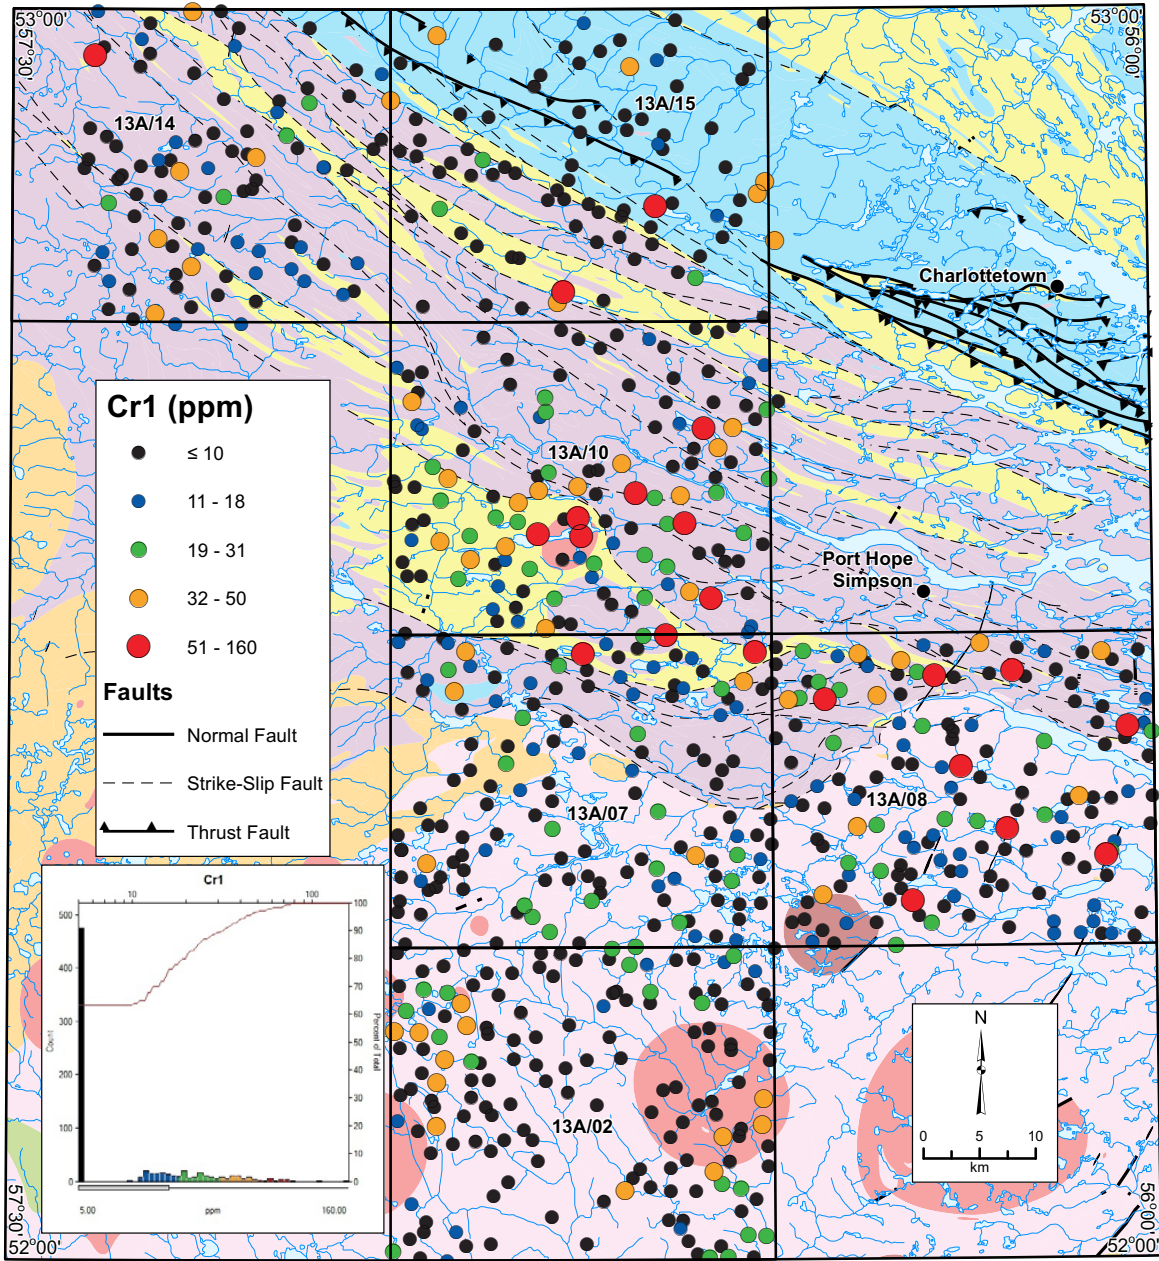 53°00'
53°00'
57°30'
56°00'
13A/15
13A/14
Charlottetown
Cr1 (ppm)
≤ 10
11 - 18
19 - 31
32 - 50
51 - 160
Faults
Normal Fault
Strike-Slip Fault
Thrust Fault
13A/10
Port Hope
Simpson
13A/07
13A/08
Cr1
10
100
500
400
300
200
100
0
Count
100
90
80
70
60
50
40
30
20
10
0
Percent of Total
5.00
ppm
160.00
13A/02
N
0
5
10
km
57°30'
52°00'
56°00'
52°00'